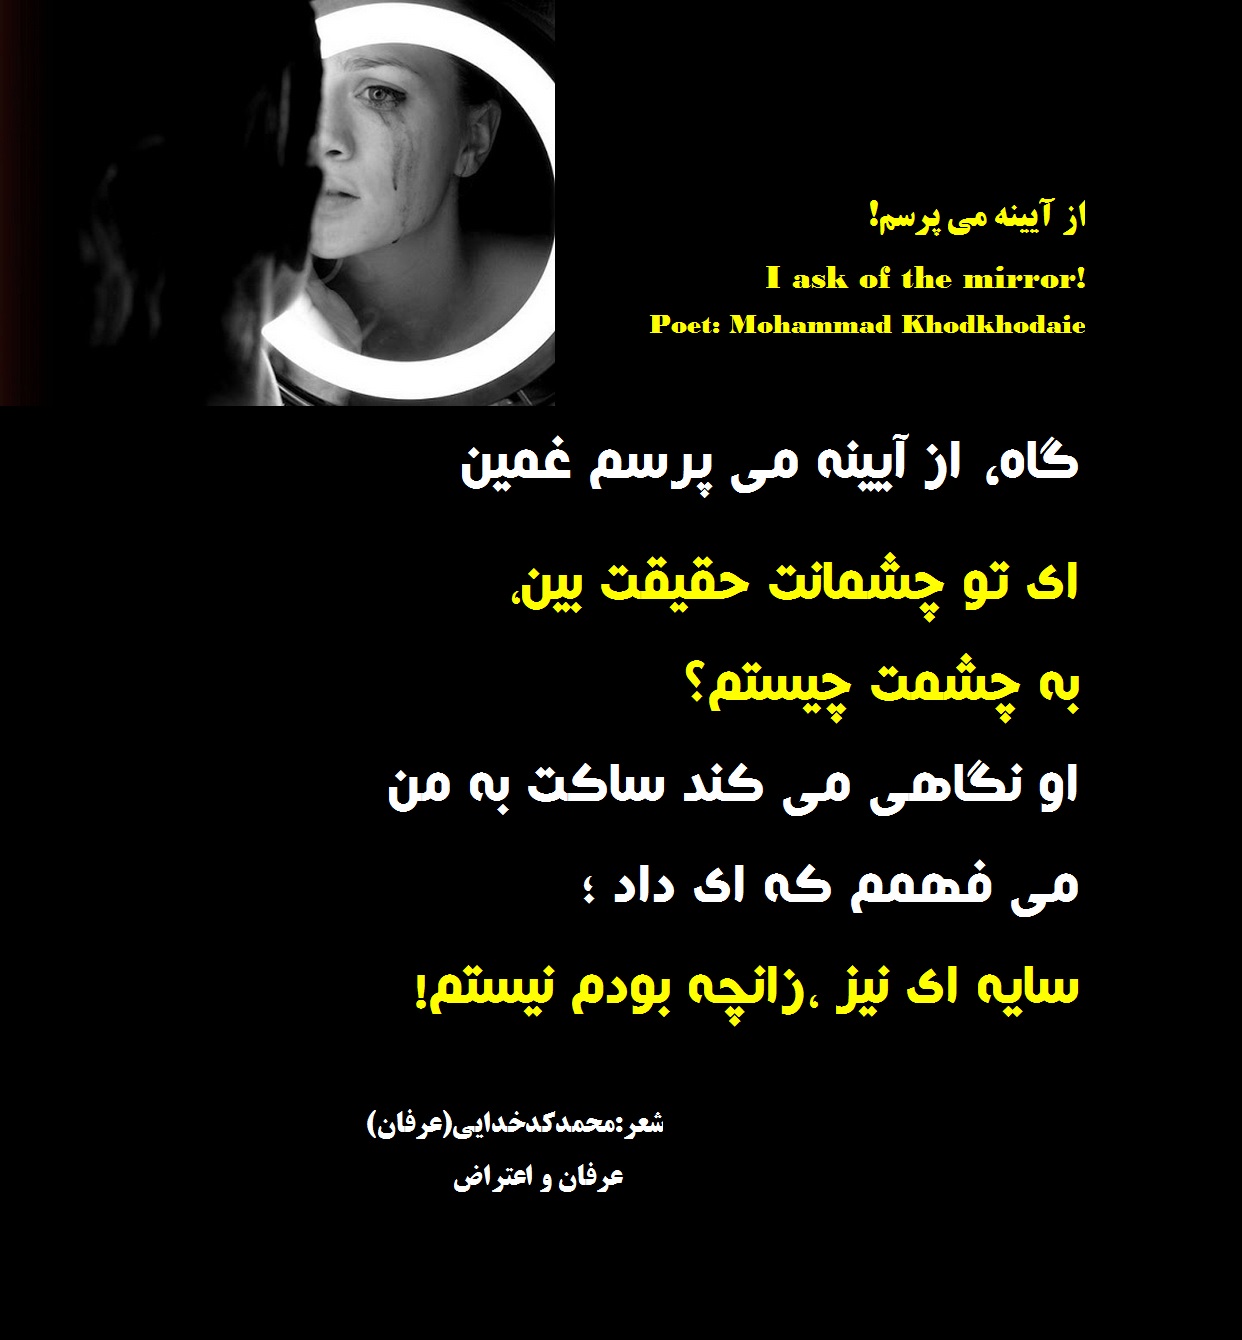 از آیینه می پرسم!
I ask of the mirror!
Poet: Mohammad Khodkhodaie
گاه، از آیینه می پرسم غمین
ای تو چشمانت حقیقت بین،
به چشمت چیستم؟
او نگاهی می کند ساکت به من
می فهمم که ای داد ؛
سایه ای نیز ،زانچه بودم نیستم!
شعر:محمدکدخدایی(عرفان)
عرفان و اعتراض